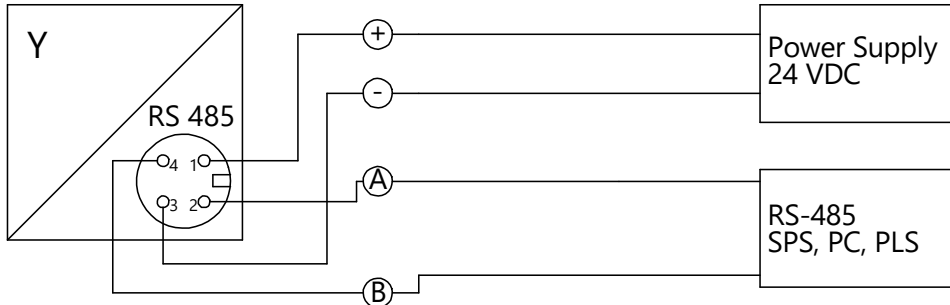 Y
+
-
Power Supply
24 VDC
RS 485
4 1
3 2
A
RS-485
SPS, PC, PLS
B